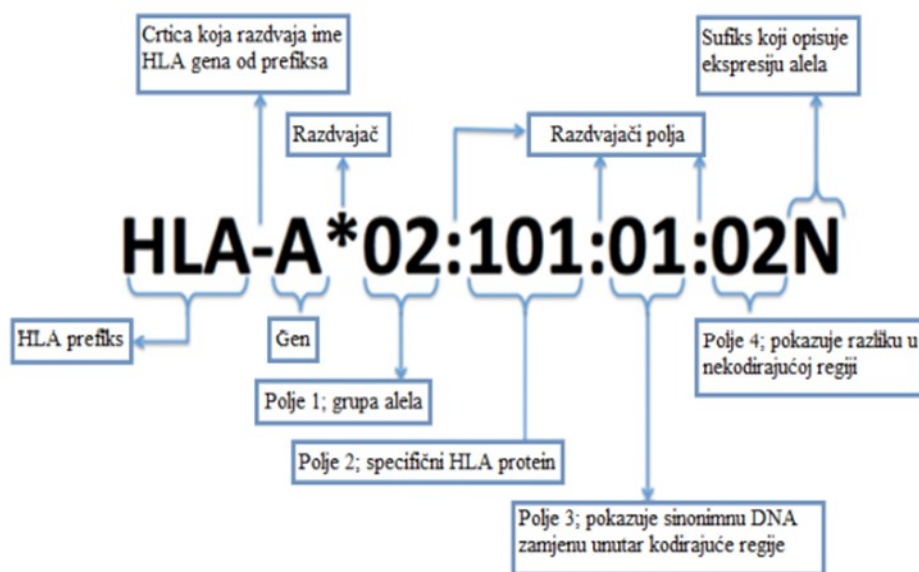 Crtica koja razdvaja ime
HLA gena od prefiksa
Sufiks koji opisuje
ekspresiju alela
Razdvajač
Razdvajači polja
HLA-A*02:101:01:02N
HLA prefiks
Gen
Polje 4; pokazuje razliku u
nekodirajućoj regiji
Polje 1; grupa alela
Polje 2; specifični HLA protein
Polje 3; pokazuje sinonimnu DNA
zamjenu unutar kodirajuće regije